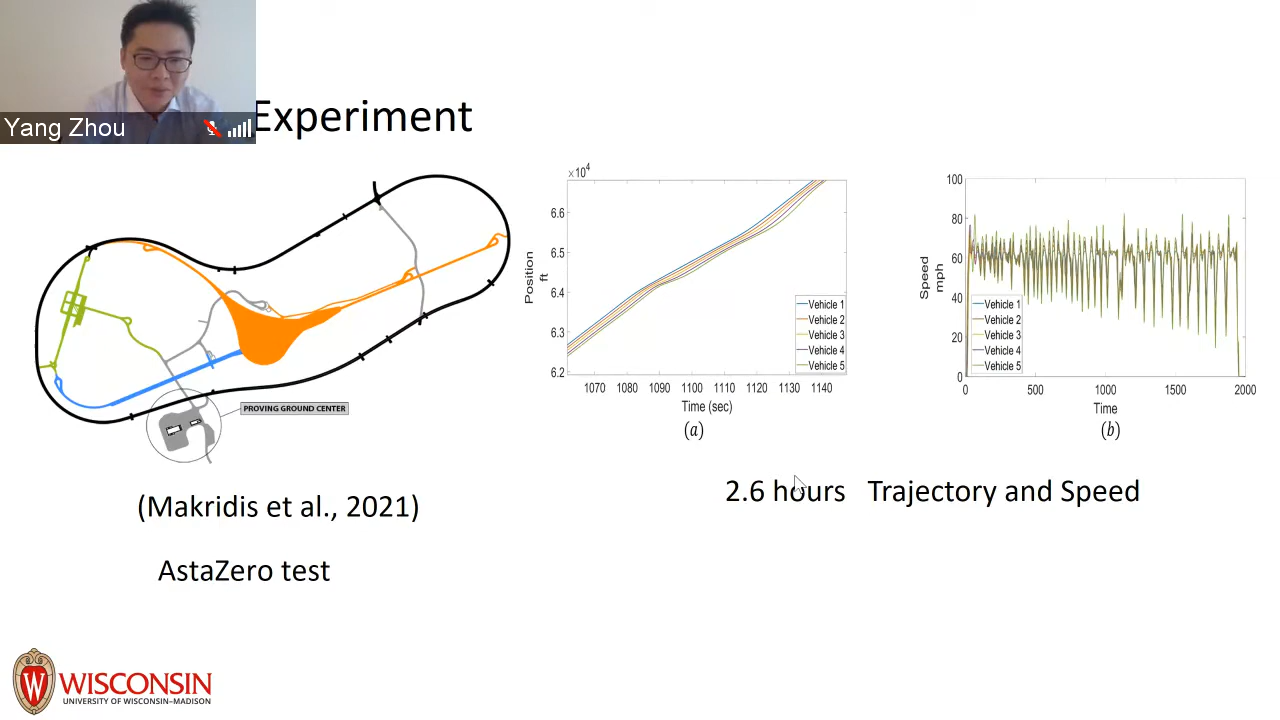 Yang Zhou
Experiment
PROVING GROUND CENTER
×10⁴
6.6
6.5
6.4
6.3
6.2
Position
ft
1070 1080 1090 1100 1110 1120 1130 1140
Time (sec)
Vehicle 1
Vehicle 2
Vehicle 3
Vehicle 4
Vehicle 5
(a)
100
80
60
40
20
0
Speed
mph
0 500 1000 1500 2000
Time
Vehicle 1
Vehicle 2
Vehicle 3
Vehicle 4
Vehicle 5
(b)
2.6 hours Trajectory and Speed
(Makridis et al., 2021)
AstaZero test
W
WISCONSIN
UNIVERSITY OF WISCONSIN–MADISON